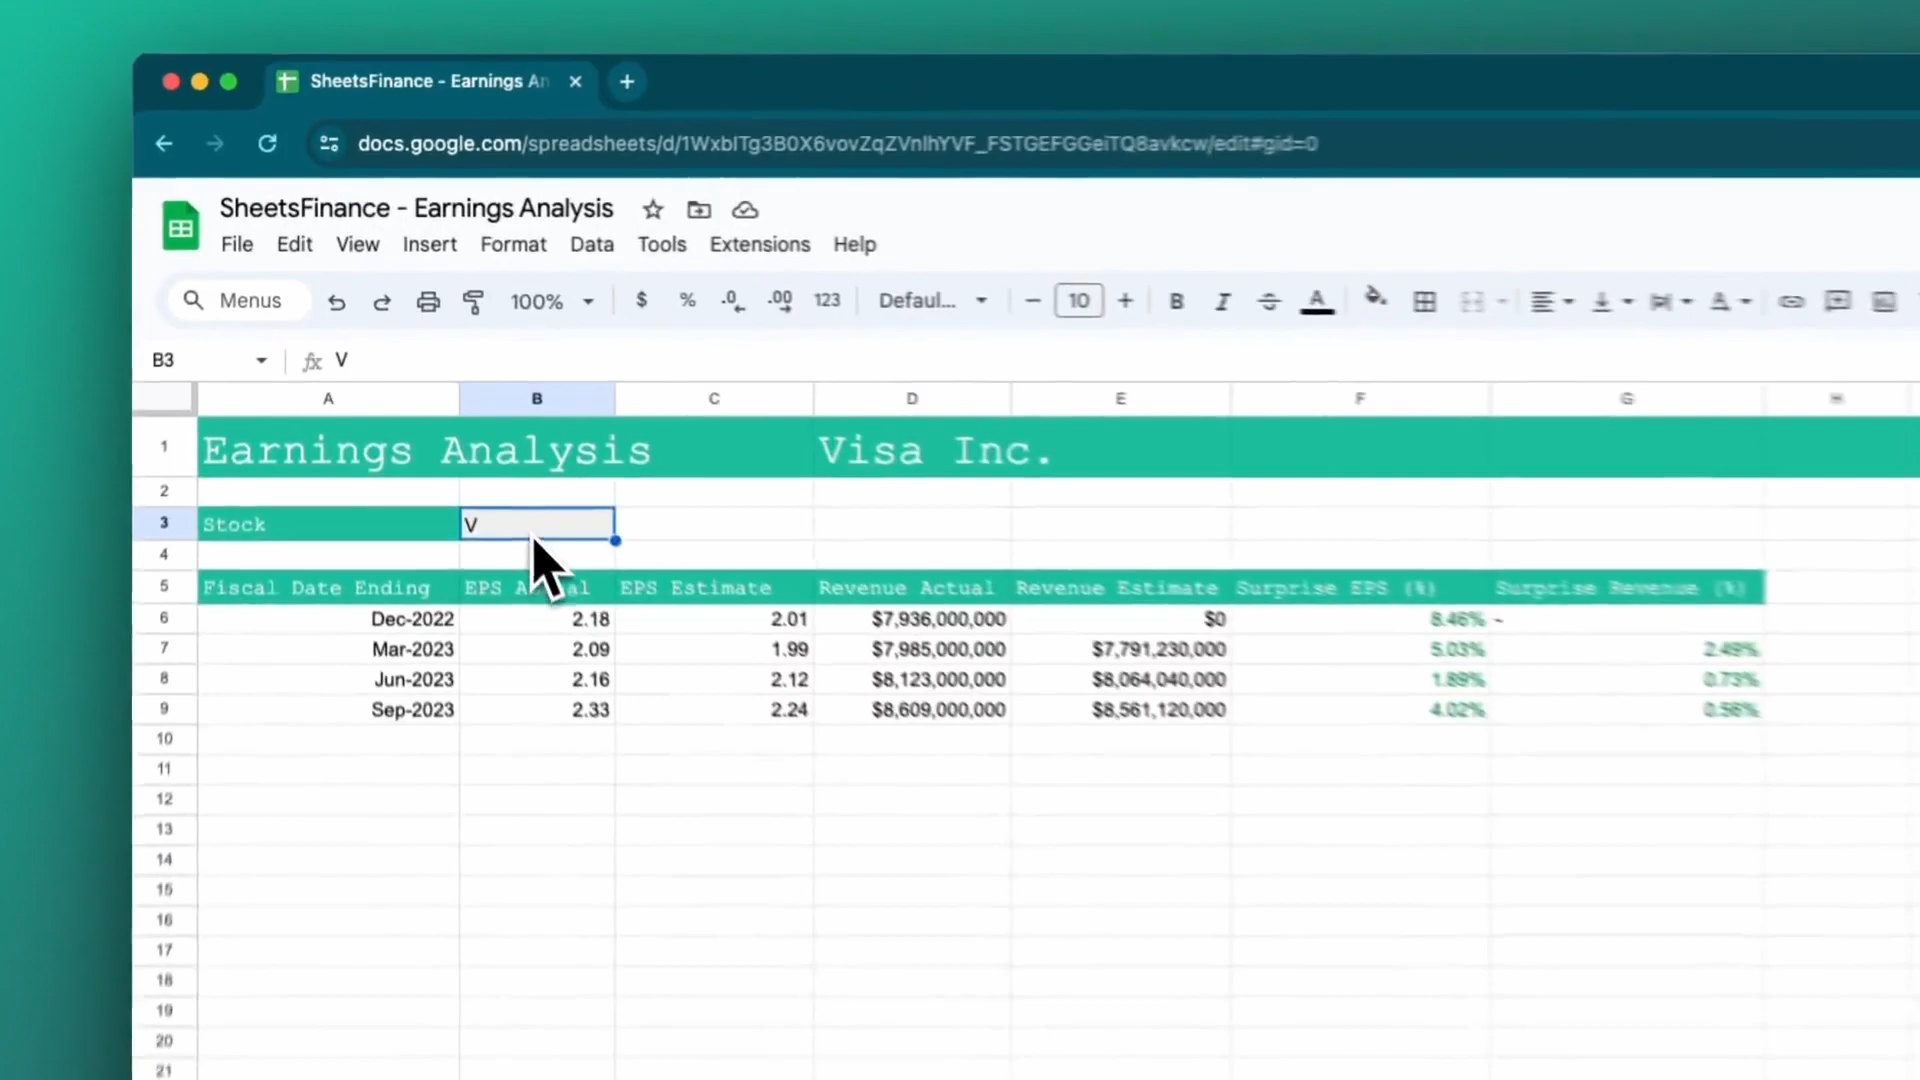 SheetsFinance - Earnings An
docs.google.com/spreadsheets/d/1WxbITg3B0X6vovZqZVnlhYVF_FSTGEFGGeiTQ8avkcw/edit#gid=0
SheetsFinance - Earnings Analysis
File Edit View Insert Format Data Tools Extensions Help
Menus 100% $ % .0 .00 123 Defaul... 10 B I A
B3 fx V
A B C D E F G H
1 Earnings Analysis Visa Inc.
2
3 Stock V
4
5 Fiscal Date Ending EPS EPS Estimate Revenue Actual Revenue Estimate Surprise EPS (%) Surprise Revenue (%)
6 Dec-2022 2.18 2.01 $7,936,000,000 $0 8.46% -
7 Mar-2023 2.09 1.99 $7,985,000,000 $7,791,230,000 5.03% 2.49%
8 Jun-2023 2.16 2.12 $8,123,000,000 $8,064,040,000 1.89% 0.73%
9 Sep-2023 2.33 2.24 $8,609,000,000 $8,561,120,000 4.02% 0.56%
10
11
12
13
14
15
16
17
18
19
20
21